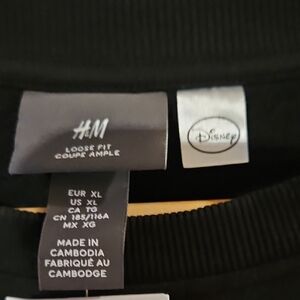 H&M
LOOSE FIT
COUPE AMPLE
Disney
EUR XL
US XL
CA TG
CN 185/116A
MX XG
MADE IN
CAMBODIA
FABRIQUÉ AU
CAMBODGE